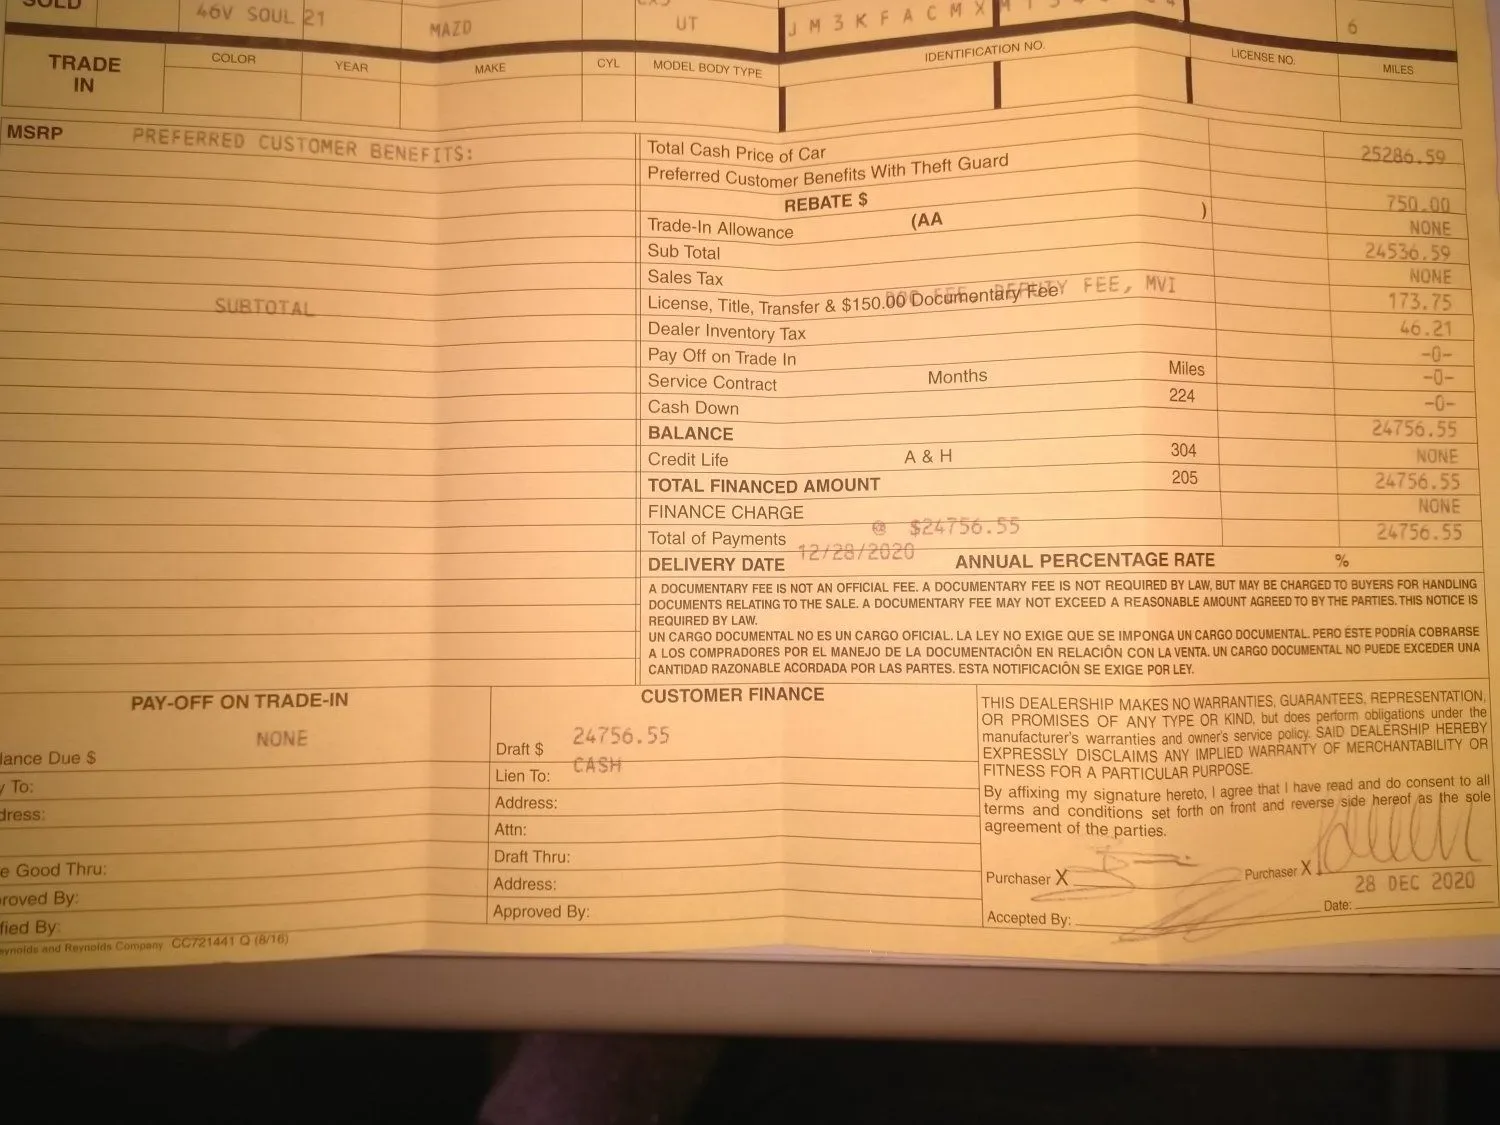 SOLD 46V SOUL 21 MAZD UT 6
TRADE IN COLOR YEAR MAKE CYL MODEL BODY TYPE IDENTIFICATION NO. LICENSE NO. MILES
MSRP PREFERRED CUSTOMER BENEFITS:
SUBTOTAL
Total Cash Price of Car 25286.59
Preferred Customer Benefits With Theft Guard
REBATE $ 750.00
Trade-In Allowance (AA ) NONE
Sub Total 24536.59
Sales Tax NONE
License, Title, Transfer & $150.00 Documentary Fee FEE, MVI 173.75
Dealer Inventory Tax 46.21
Pay Off on Trade In -0-
Service Contract Months Miles -0-
Cash Down 224 -0-
BALANCE 24756.55
Credit Life A & H 304 NONE
TOTAL FINANCED AMOUNT 205 24756.55
FINANCE CHARGE NONE
Total of Payments @ $24756.55 24756.55
DELIVERY DATE 12/28/2020 ANNUAL PERCENTAGE RATE %
A DOCUMENTARY FEE IS NOT AN OFFICIAL FEE. A DOCUMENTARY FEE IS NOT REQUIRED BY LAW, BUT MAY BE CHARGED TO BUYERS FOR HANDLING
DOCUMENTS RELATING TO THE SALE. A DOCUMENTARY FEE MAY NOT EXCEED A REASONABLE AMOUNT AGREED TO BY THE PARTIES. THIS NOTICE IS
REQUIRED BY LAW.
UN CARGO DOCUMENTAL NO ES UN CARGO OFICIAL. LA LEY NO EXIGE QUE SE IMPONGA UN CARGO DOCUMENTAL. PERO ÉSTE PODRÍA COBRARSE
A LOS COMPRADORES POR EL MANEJO DE LA DOCUMENTACIÔN EN RELACIÔN CON LA VENTA. UN CARGO DOCUMENTAL NO PUEDE EXCEDER UNA
CANTIDAD RAZONABLE ACORDADA POR LAS PARTES. ESTA NOTIFICACIÔN SE EXIGE POR LEY.
PAY-OFF ON TRADE-IN
NONE
lance Due $
y To:
dress:
e Good Thru:
roved By:
fied By:
eynolds and Reynolds Company CC721441 Q (8/16)
CUSTOMER FINANCE
Draft $ 24756.55
Lien To: CASH
Address:
Attn:
Draft Thru:
Address:
Approved By:
THIS DEALERSHIP MAKES NO WARRANTIES, GUARANTEES, REPRESENTATION,
OR PROMISES OF ANY TYPE OR KIND, but does perform obligations under the
manufacturer's warranties and owner's service policy. SAID DEALERSHIP HEREBY
EXPRESSLY DISCLAIMS ANY IMPLIED WARRANTY OF MERCHANTABILITY OR
FITNESS FOR A PARTICULAR PURPOSE.
By affixing my signature hereto, I agree that I have read and do consent to all
terms and conditions set forth on front and reverse side hereof as the sole
agreement of the parties.
Purchaser X Purchaser X
28 DEC 2020
Accepted By: Date: